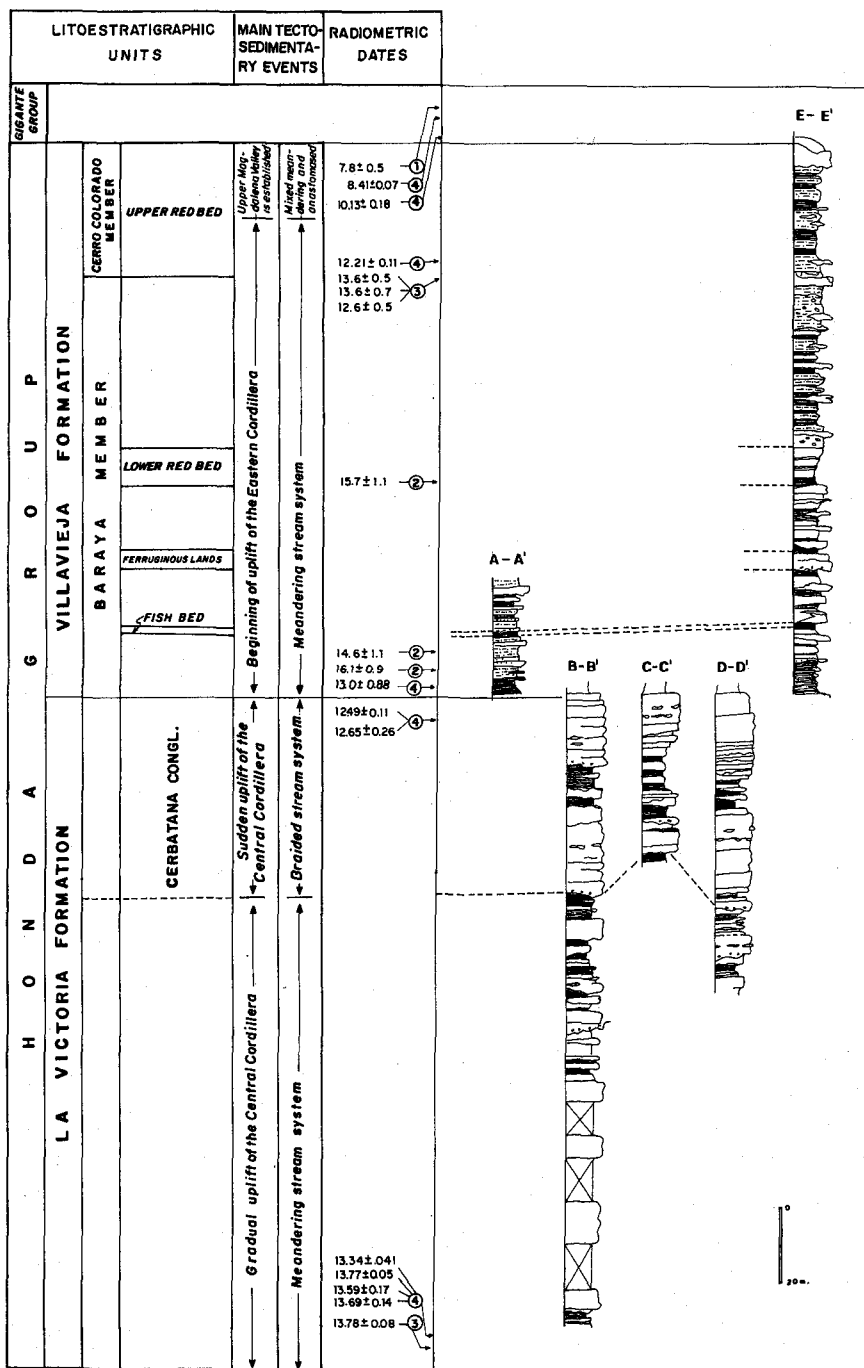 LITOESTRATIGRAPHIC
UNITS
MAIN TECTO-
SEDIMENTA-
RY EVENTS
RADIOMETRIC
DATES
GIGANTE
GROUP
HONDA GROUP
VILLAVIEJA FORMATION
LA VICTORIA FORMATION
CERRO COLORADO
MEMBER
BARAYA MEMBER
CERBATANA CONGL.
UPPER RED BED
LOWER RED BED
FERRUGINOUS LANDS
FISH BED
Upper Mag-
dalena Valley
is established
Mixed mean-
dering and
anastomosed
Beginning of uplift of the Eastern Cordillera
Meandering stream system
Sudden uplift of the
Central Cordillera
Braided stream system
Gradual uplift of the Central Cordillera
Meandering stream system
7.8± 0.5 1
8.41±0.07 4
10.13±0.18 4
12.21± 0.11 4
13.6± 0.5
13.6± 0.7 3
12.6± 0.5
15.7±1.1 2
14.6±1.1 2
16.1±0.9 2
13.0±0.88 4
1249±0.11 4
12.65±0.26
13.34±.041
13.77±0.05
13.59±0.17
13.69±0.14 4
13.78±0.08 3
E-E'
A-A'
B-B'
C-C'
D-D'
0
20m.